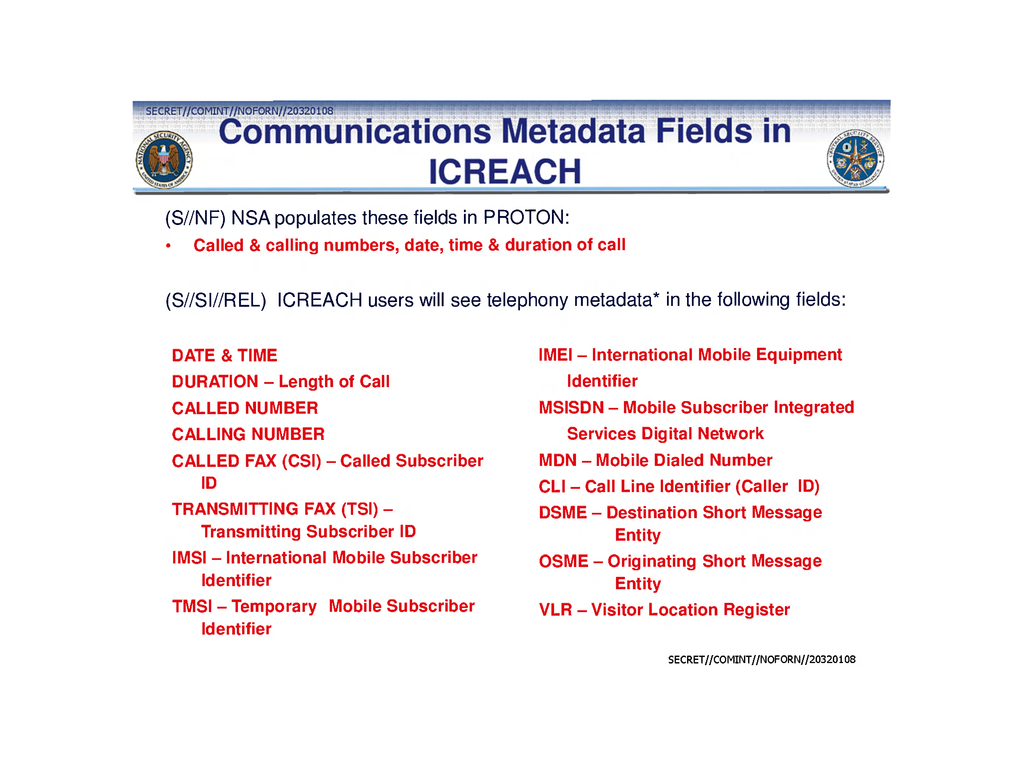 SECRET//COMINT//NOFORN//20320108
Communications Metadata Fields in
ICREACH
(S//NF) NSA populates these fields in PROTON:
• Called & calling numbers, date, time & duration of call
(S//SI//REL) ICREACH users will see telephony metadata* in the following fields:
DATE & TIME
DURATION – Length of Call
CALLED NUMBER
CALLING NUMBER
CALLED FAX (CSI) – Called Subscriber
ID
TRANSMITTING FAX (TSI) –
Transmitting Subscriber ID
IMSI – International Mobile Subscriber
Identifier
TMSI – Temporary Mobile Subscriber
Identifier
IMEI – International Mobile Equipment
Identifier
MSISDN – Mobile Subscriber Integrated
Services Digital Network
MDN – Mobile Dialed Number
CLI – Call Line Identifier (Caller ID)
DSME – Destination Short Message
Entity
OSME – Originating Short Message
Entity
VLR – Visitor Location Register
SECRET//COMINT//NOFORN//20320108